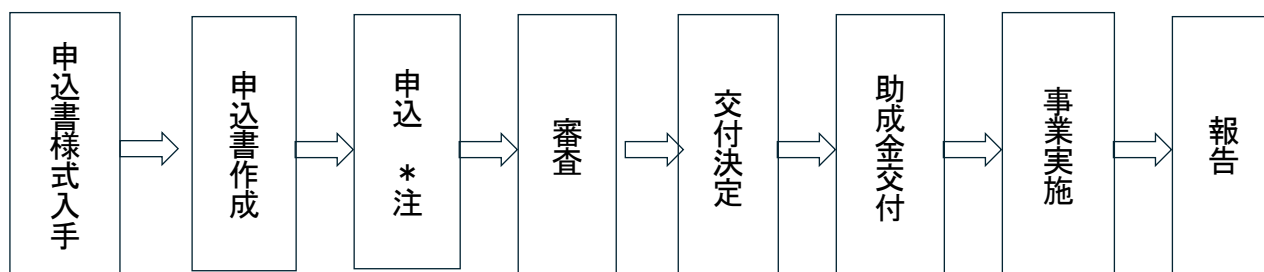 申込書様式入手
申込書作成
申込 *注
審査
交付決定
助成金交付
事業実施
報告